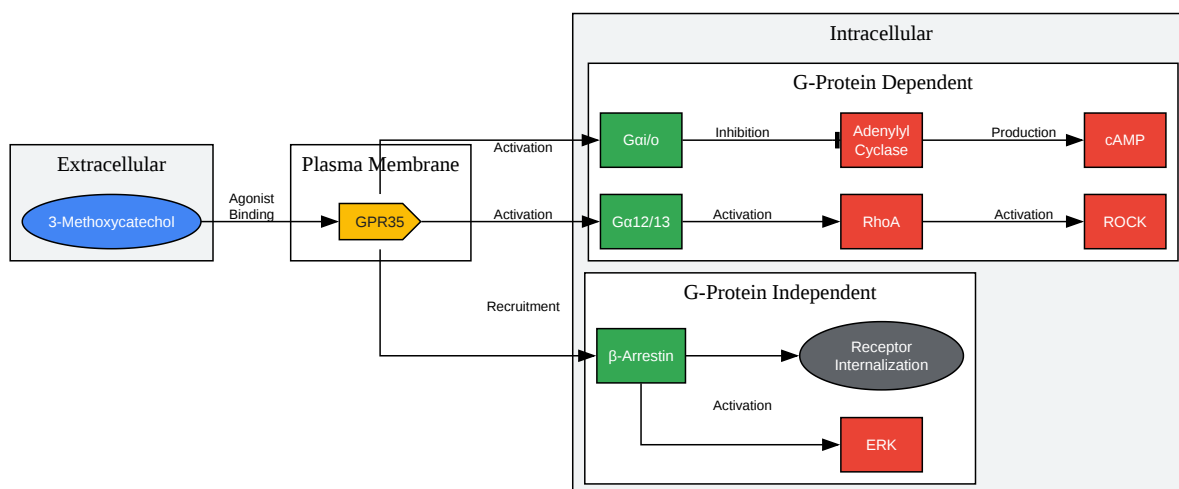 Intracellular
G-Protein Dependent
Gαi/o
Inhibition
Adenylyl
Cyclase
Production
cAMP
Activation
Extracellular
Plasma Membrane
3-Methoxycatechol
Agonist
Binding
GPR35
Activation
Gα12/13
Activation
RhoA
Activation
ROCK
G-Protein Independent
Recruitment
β-Arrestin
Receptor
Internalization
Activation
ERK